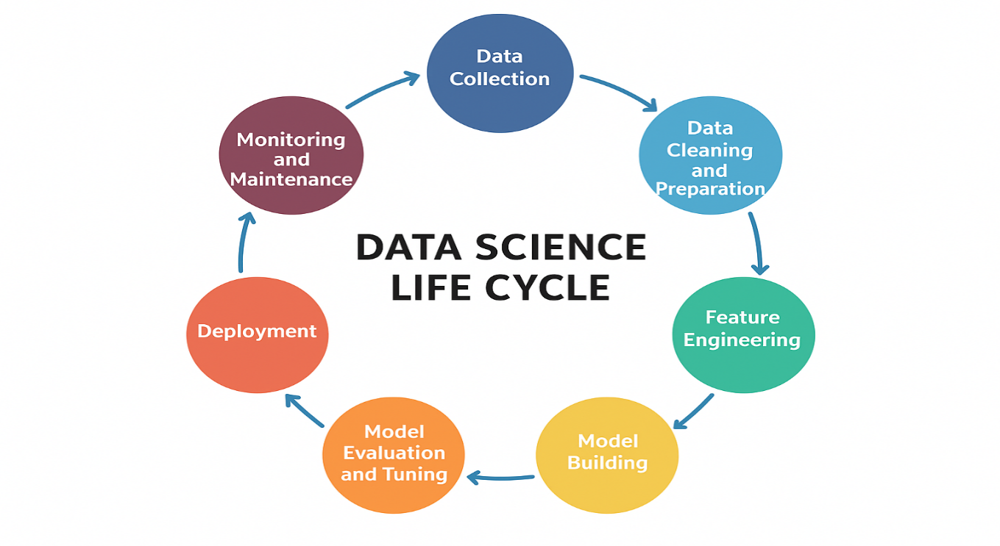 Data
Collection
Data
Cleaning
and
Preparation
Feature
Engineering
Model
Building
Model
Evaluation
and Tuning
Deployment
Monitoring
and
Maintenance
DATA SCIENCE
LIFE CYCLE